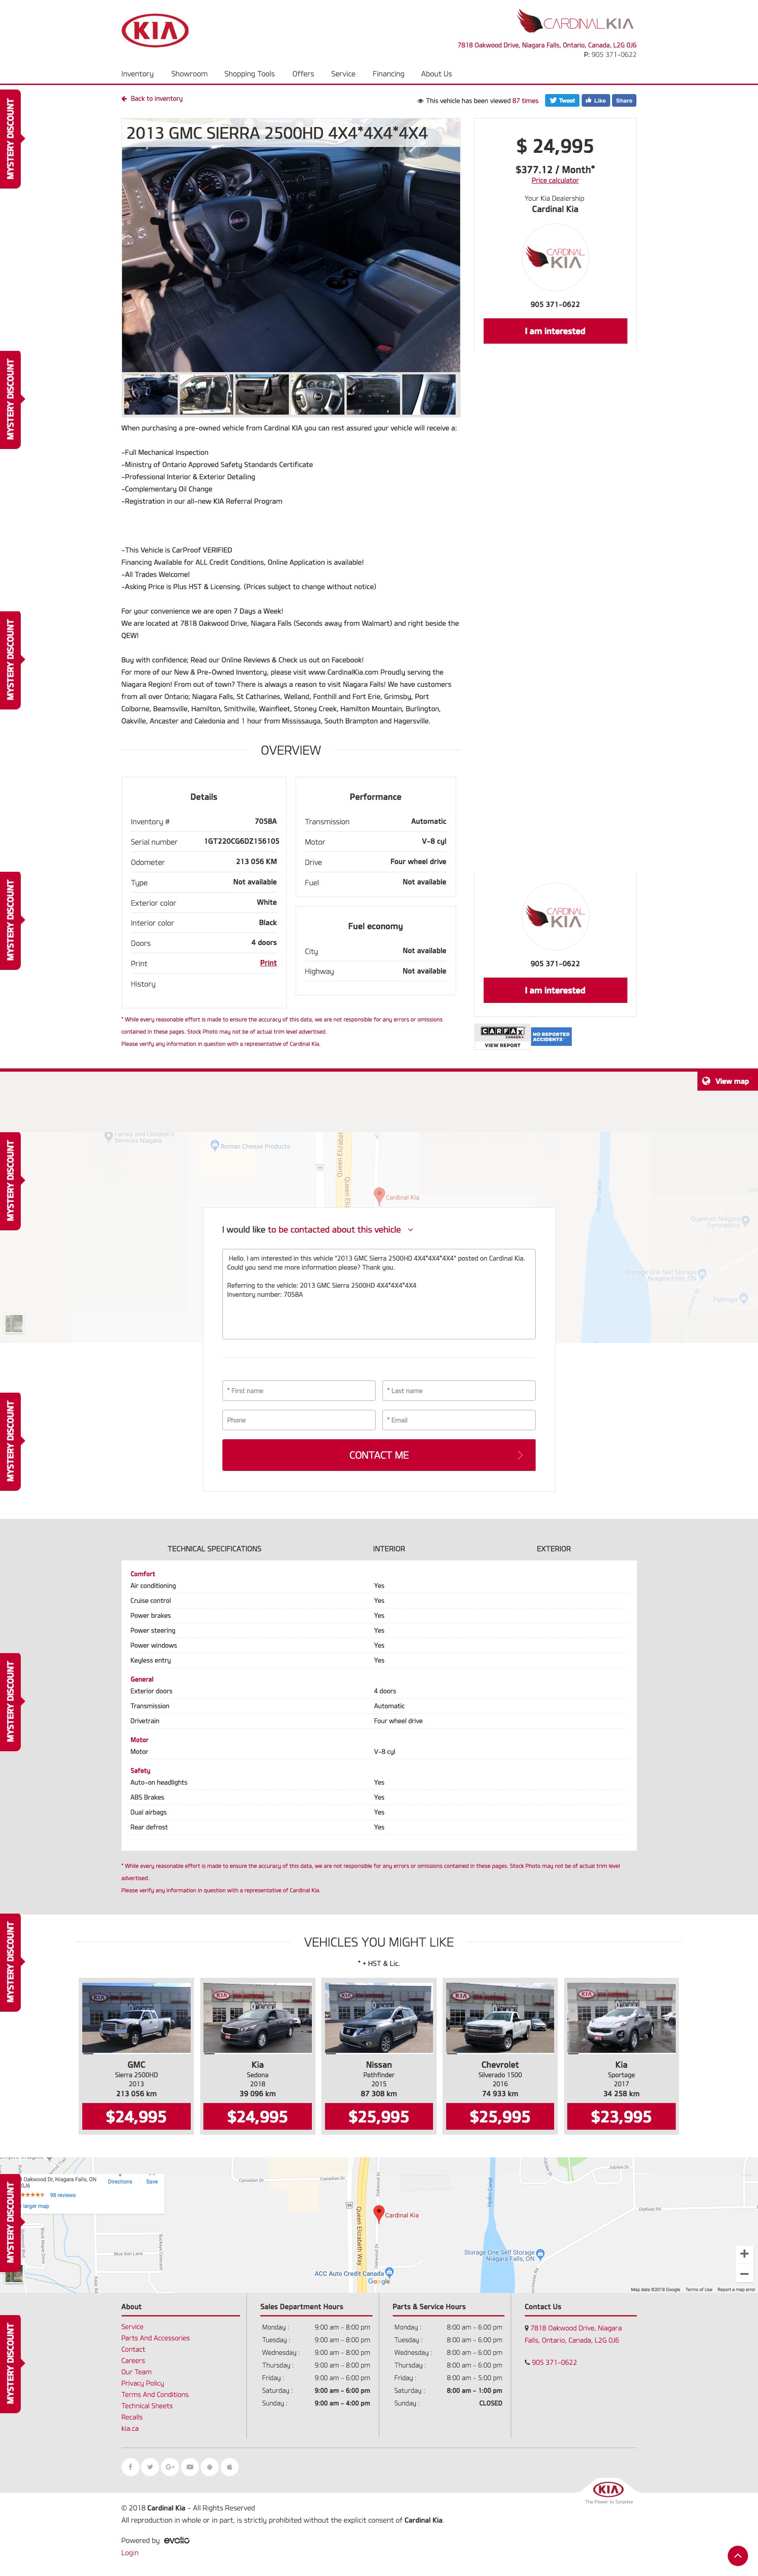 KIA
CARDINALKIA
7818 Oakwood Drive, Niagara Falls, Ontario, Canada, L2G 0J6
P: 905 371-0622
Inventory Showroom Shopping Tools Offers Service Financing About Us
MYSTERY DISCOUNT
Back to inventory
This vehicle has been viewed 87 times
Tweet Like Share
2013 GMC SIERRA 2500HD 4X4*4X4*4X4
$ 24,995
$377.12 / Month*
Price calculator
Your Kia Dealership
Cardinal Kia
CARDINAL
KIA
905 371-0622
I am interested
MYSTERY DISCOUNT
When purchasing a pre-owned vehicle from Cardinal KIA you can rest assured your vehicle will receive a:
-Full Mechanical Inspection
-Ministry of Ontario Approved Safety Standards Certificate
-Professional Interior & Exterior Detailing
-Complementary Oil Change
-Registration in our all-new KIA Referral Program
-This Vehicle is CarProof VERIFIED
Financing Available for ALL Credit Conditions, Online Application is available!
-All Trades Welcome!
-Asking Price is Plus HST & Licensing. (Prices subject to change without notice)
For your convenience we are open 7 Days a Week!
We are located at 7818 Oakwood Drive, Niagara Falls (Seconds away from Walmart) and right beside the
QEW!
MYSTERY DISCOUNT
Buy with confidence; Read our Online Reviews & Check us out on Facebook!
For more of our New & Pre-Owned Inventory, please visit www.CardinalKia.com Proudly serving the
Niagara Region! From out of town? There is always a reason to visit Niagara Falls! We have customers
from all over Ontario; Niagara Falls, St Catharines, Welland, Fonthill and Fort Erie, Grimsby, Port
Colborne, Beamsville, Hamilton, Smithville, Wainfleet, Stoney Creek, Hamilton Mountain, Burlington,
Oakville, Ancaster and Caledonia and 1 hour from Mississauga, South Brampton and Hagersville.
OVERVIEW
Details
Inventory # 7058A
Serial number 1GT220CG6DZ156105
Odometer 213 056 KM
Type Not available
Exterior color White
Interior color Black
Doors 4 doors
Print Print
History
Performance
Transmission Automatic
Motor V-8 cyl
Drive Four wheel drive
Fuel Not available
Fuel economy
City Not available
Highway Not available
MYSTERY DISCOUNT
CARDINAL
KIA
905 371-0622
I am interested
CARFAX
CANADA
VIEW REPORT
NO REPORTED
ACCIDENTS
* While every reasonable effort is made to ensure the accuracy of this data, we are not responsible for any errors or omissions
contained in these pages. Stock Photo may not be of actual trim level advertised.
Please verify any information in question with a representative of Cardinal Kia.
View map
MYSTERY DISCOUNT
Family and Children's
Services Niagara
Roman Cheese Products
Queen Elizabet
Queen Eliz
Cardinal Kia
Hydro Canal
Quantum Niagara
Gymnastics
Storage One Self Storage
Niagara Falls, ON
I would like to be contacted about this vehicle
Hello. I am interested in this vehicle "2013 GMC Sierra 2500HD 4X4*4X4*4X4" posted on Cardinal Kia.
Could you send me more information please? Thank you.
Referring to the vehicle: 2013 GMC Sierra 2500HD 4X4*4X4*4X4
Inventory number: 7058A
* First name * Last name
Phone * Email
CONTACT ME
MYSTERY DISCOUNT
TECHNICAL SPECIFICATIONS INTERIOR EXTERIOR
Comfort
Air conditioning Yes
Cruise control Yes
Power brakes Yes
Power steering Yes
Power windows Yes
Keyless entry Yes
General
Exterior doors 4 doors
Transmission Automatic
Drivetrain Four wheel drive
Motor
Motor V-8 cyl
Safety
Auto-on headlights Yes
ABS Brakes Yes
Dual airbags Yes
Rear defrost Yes
MYSTERY DISCOUNT
* While every reasonable effort is made to ensure the accuracy of this data, we are not responsible for any errors or omissions contained in these pages. Stock Photo may not be of actual trim level
advertised.
Please verify any information in question with a representative of Cardinal Kia.
MYSTERY DISCOUNT
VEHICLES YOU MIGHT LIKE
* + HST & Lic.
GMC
Sierra 2500HD
2013
213 056 km
$24,995
Kia
Sedona
2018
39 096 km
$24,995
Nissan
Pathfinder
2015
87 308 km
$25,995
Chevrolet
Silverado 1500
2016
74 933 km
$25,995
Kia
Sportage
2017
34 258 km
$23,995
MYSTERY DISCOUNT
Oakwood Dr, Niagara Falls, ON
0J6
98 reviews
larger map
Directions Save
Canadian Dr
Canadian Dr
Queen Elizabeth Way
Oakwood Dr
Cardinal Kia
Hydro Canal
Oldfield Rd
Blue Ash Lane
Storage One Self Storage
Niagara Falls, ON
ACC Auto Credit Canada
Google
Map data ©2018 Google Terms of Use Report a map error
MYSTERY DISCOUNT
About
Service
Parts And Accessories
Contact
Careers
Our Team
Privacy Policy
Terms And Conditions
Technical Sheets
Recalls
kia.ca
Sales Department Hours
Monday : 9:00 am - 8:00 pm
Tuesday : 9:00 am - 8:00 pm
Wednesday : 9:00 am - 8:00 pm
Thursday : 9:00 am - 8:00 pm
Friday : 9:00 am - 6:00 pm
Saturday : 9:00 am - 6:00 pm
Sunday : 9:00 am - 4:00 pm
Parts & Service Hours
Monday : 8:00 am - 6:00 pm
Tuesday : 8:00 am - 6:00 pm
Wednesday : 8:00 am - 6:00 pm
Thursday : 8:00 am - 6:00 pm
Friday : 8:00 am - 5:00 pm
Saturday : 8:00 am - 1:00 pm
Sunday : CLOSED
Contact Us
7818 Oakwood Drive, Niagara
Falls, Ontario, Canada, L2G 0J6
905 371-0622
KIA
The Power to Surprise
© 2018 Cardinal Kia - All Rights Reserved
All reproduction in whole or in part, is strictly prohibited without the explicit consent of Cardinal Kia.
Powered by evolio
Login